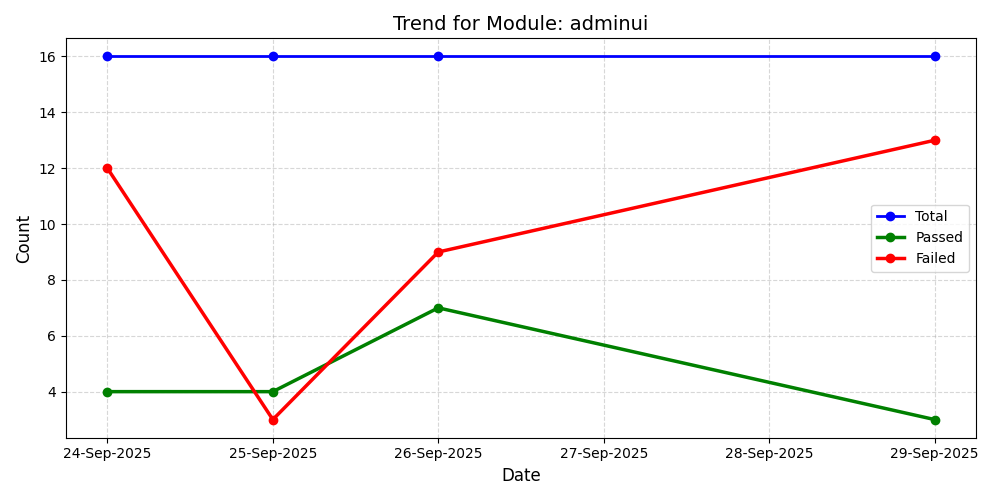 Trend for Module: adminui
16
14
12
10
8
6
4
Count
Total
Passed
Failed
24-Sep-2025 25-Sep-2025 26-Sep-2025 27-Sep-2025 28-Sep-2025 29-Sep-2025
Date